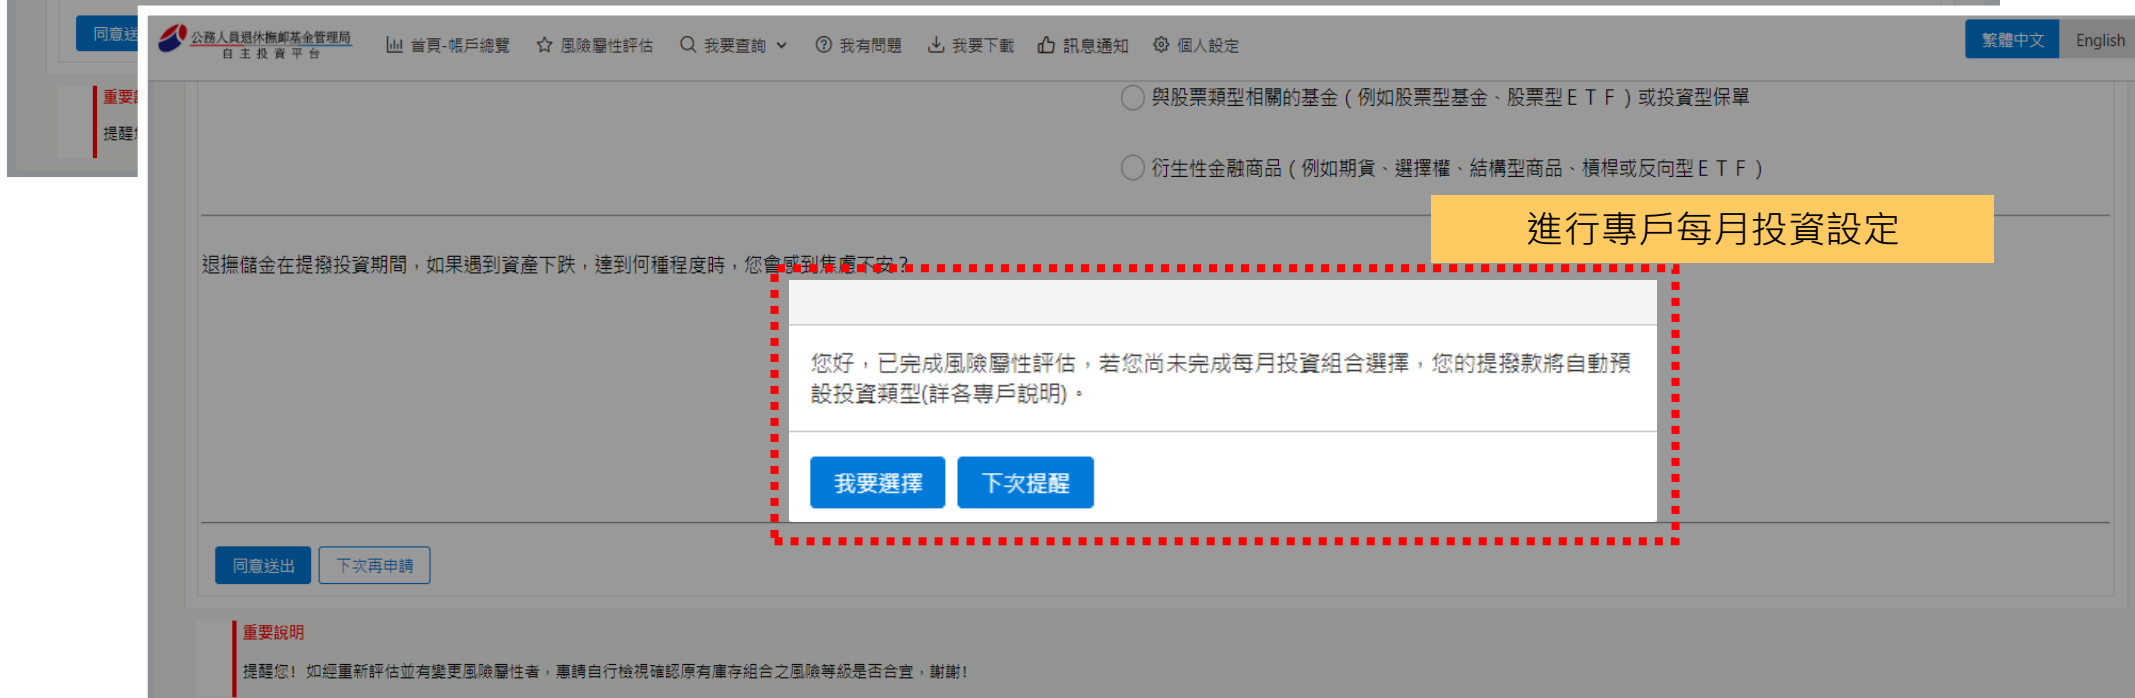 同意送
重要
提醒
公務人員退休撫卹基金管理局
自主投資平台
首頁-帳戶總覽 風險屬性評估 我要查詢 我有問題 我要下載 訊息通知 個人設定 繁體中文 English
與股票類型相關的基金(例如股票型基金、股票型ETF)或投資型保單
衍生性金融商品(例如期貨、選擇權、結構型商品、槓桿或反向型ETF)
進行專戶每月投資設定
退撫儲金在提撥投資期間,如果遇到資產下跌,達到何種程度時,您會感到焦慮不安?
您好,已完成風險屬性評估,若您尚未完成每月投資組合選擇,您的提撥款將自動預
設投資類型(詳各專戶說明)。
我要選擇 下次提醒
同意送出 下次再申請
重要說明
提醒您! 如經重新評估並有變更風險屬性者,惠請自行檢視確認原有庫存組合之風險等級是否合宜,謝謝!